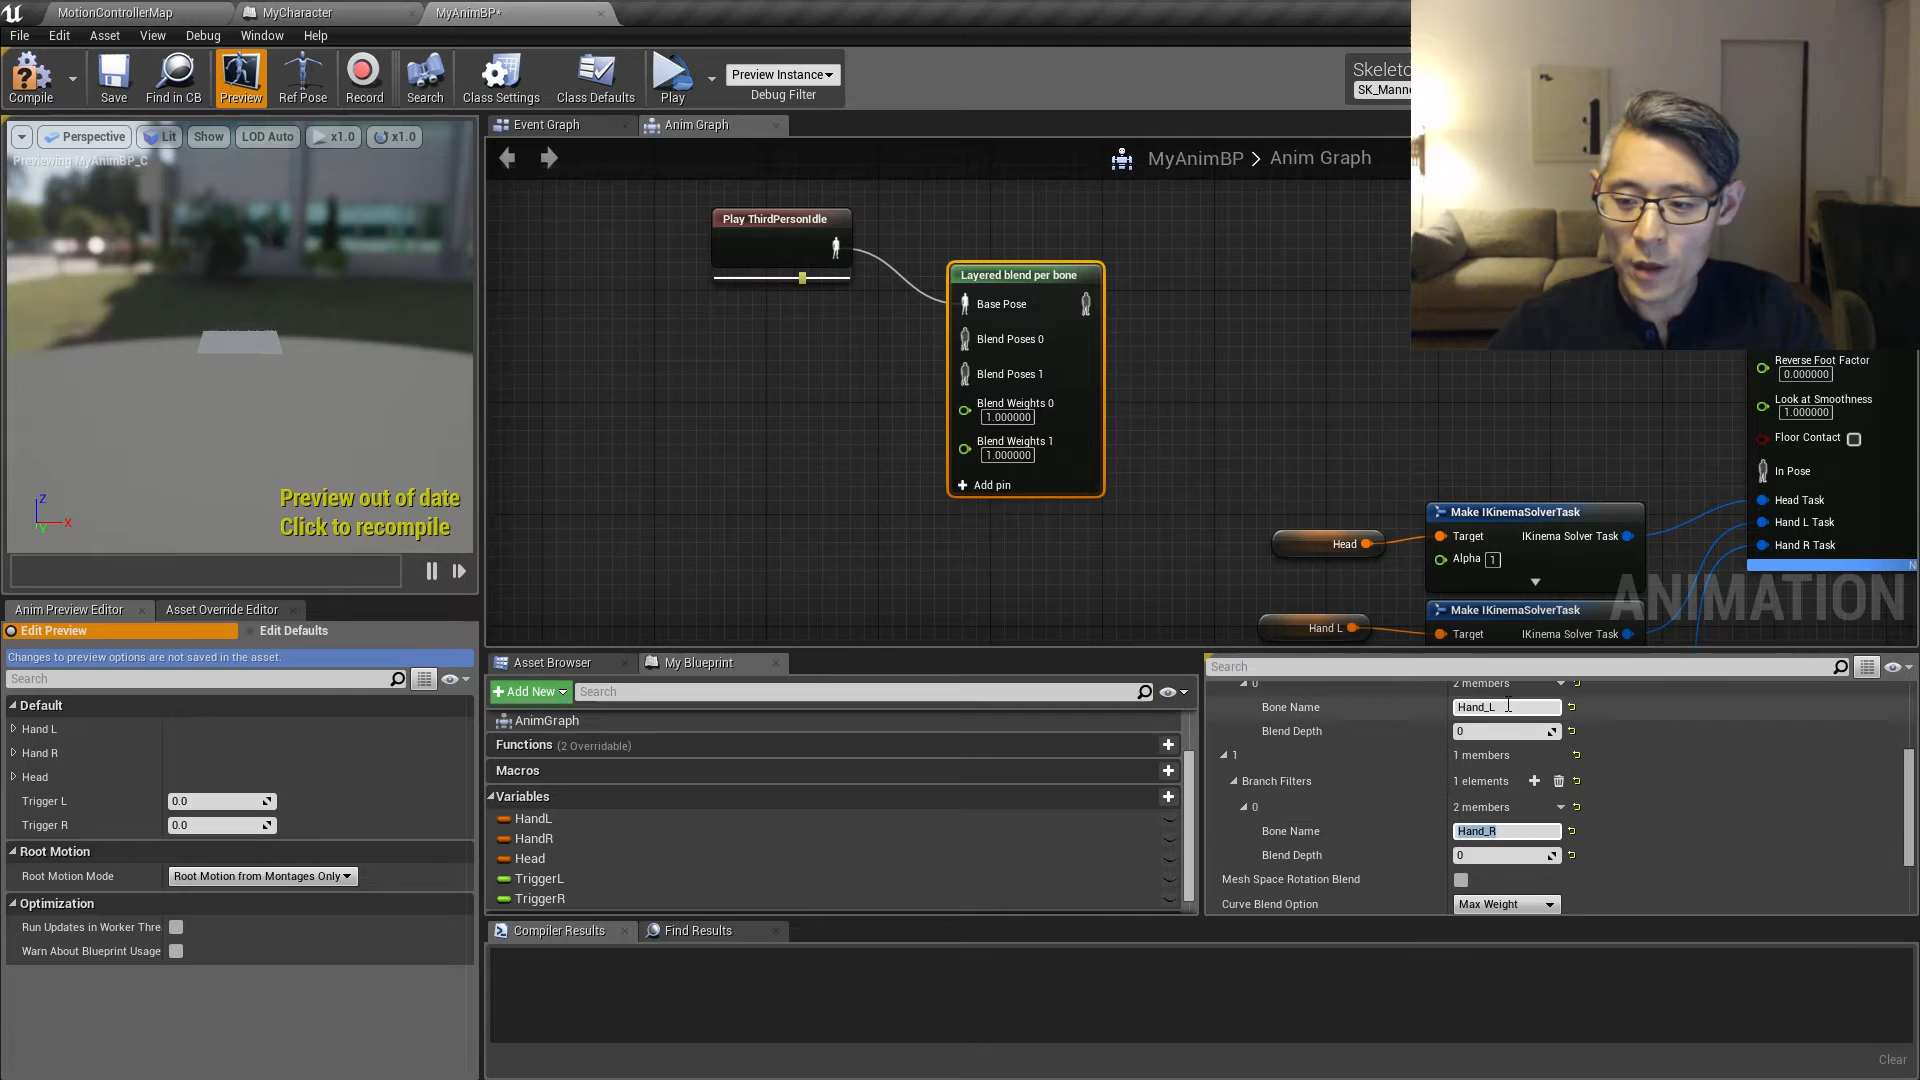 MotionControllerMap
MyCharacter
MyAnimBP*
File
Edit
Asset
View
Debug
Window
Help
Compile
Save
Find in CB
Preview
Ref Pose
Record
Search
Class Settings
Class Defaults
Play
Preview Instance
Debug Filter
SK_Manne
Perspective
Lit
Show
LOD Auto
x1.0
x1.0
Previewing MyAnimBP_C
Z
X
Y
Preview out of date
Click to recompile
Event Graph
Anim Graph
MyAnimBP > Anim Graph
Play ThirdPersonIdle
Layered blend per bone
Base Pose
Blend Poses 0
Blend Poses 1
Blend Weights 0
1.000000
Blend Weights 1
1.000000
Add pin
Head
Hand L
Make IKinemaSolverTask
Target
IKinema Solver Task
Alpha 1
Make IKinemaSolverTask
Target
IKinema Solver Task
Reverse Foot Factor
0.000000
Look at Smoothness
1.000000
Floor Contact
In Pose
Head Task
Hand L Task
Hand R Task
ANIMATION
Anim Preview Editor
Asset Override Editor
Edit Preview
Edit Defaults
Changes to preview options are not saved in the asset.
Search
Default
Hand L
Hand R
Head
Trigger L 0.0
Trigger R 0.0
Root Motion
Root Motion Mode
Root Motion from Montages Only
Optimization
Run Updates in Worker Thre
Warn About Blueprint Usage
Asset Browser
My Blueprint
Add New
Search
AnimGraph
Functions (2 Overridable)
Macros
Variables
HandL
HandR
Head
TriggerL
TriggerR
Search
0
2 members
Bone Name Hand_L
Blend Depth 0
1
1 members
Branch Filters
1 elements
0
2 members
Bone Name Hand_R
Blend Depth 0
Mesh Space Rotation Blend
Curve Blend Option
Max Weight
Compiler Results
Find Results
Clear